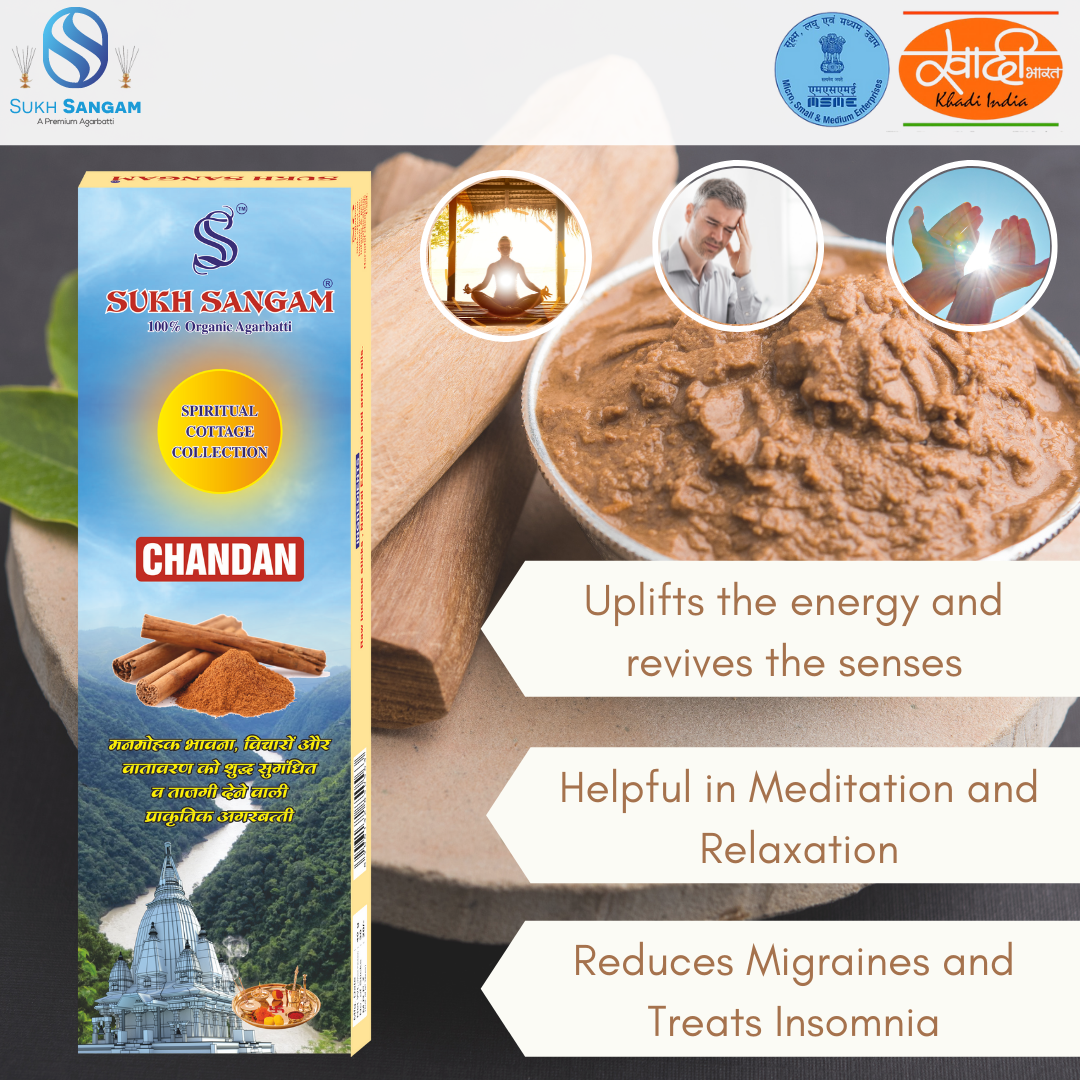 SUKH SANGAM
A Premium Agarbatti
सूक्ष्म, लघु एवं मध्यम उद्यम
एमएसएमई
MSME
Micro, Small & Medium Enterprises
खादी भारत
Khadi India
SUKH SANGAM
S™
SUKH SANGAM®
100% Organic Agarbatti
SPIRITUAL
COTTAGE
COLLECTION
CHANDAN
मनमोहक भावना, विचारों और
वातावरण को शुद्ध सुगंधित
व ताजगी देने वाली
प्राकृतिक अगरबत्ती
Uplifts the energy and
revives the senses
Helpful in Meditation and
Relaxation
Reduces Migraines and
Treats Insomnia